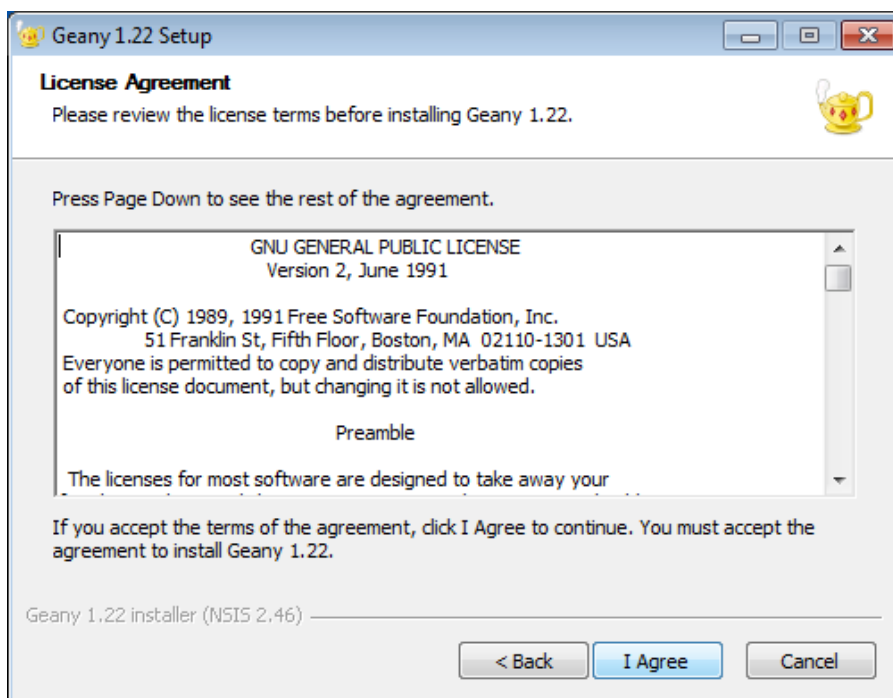 Geany 1.22 Setup
License Agreement
Please review the license terms before installing Geany 1.22.
Press Page Down to see the rest of the agreement.
GNU GENERAL PUBLIC LICENSE
Version 2, June 1991
Copyright (C) 1989, 1991 Free Software Foundation, Inc.
51 Franklin St, Fifth Floor, Boston, MA 02110-1301 USA
Everyone is permitted to copy and distribute verbatim copies
of this license document, but changing it is not allowed.
Preamble
The licenses for most software are designed to take away your
If you accept the terms of the agreement, click I Agree to continue. You must accept the
agreement to install Geany 1.22.
Geany 1.22 installer (NSIS 2.46)
< Back I Agree Cancel